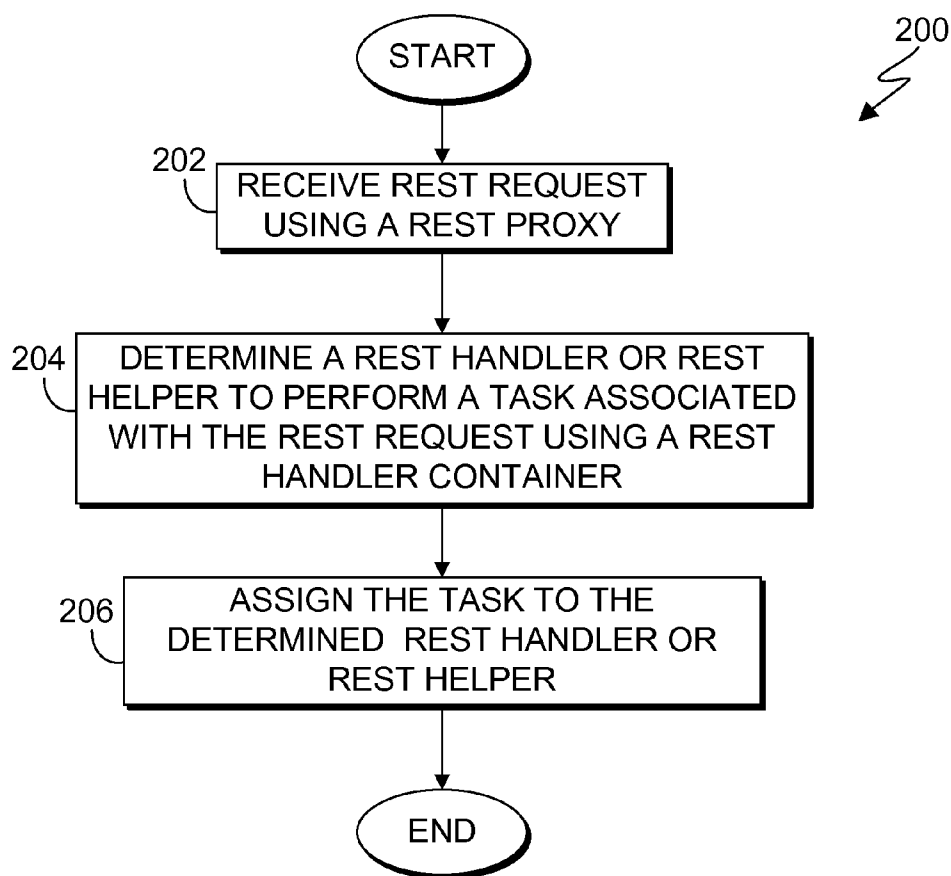 START
200
202
RECEIVE REST REQUEST
USING A REST PROXY
204
DETERMINE A REST HANDLER OR REST
HELPER TO PERFORM A TASK ASSOCIATED
WITH THE REST REQUEST USING A REST
HANDLER CONTAINER
206
ASSIGN THE TASK TO THE
DETERMINED REST HANDLER OR
REST HELPER
END